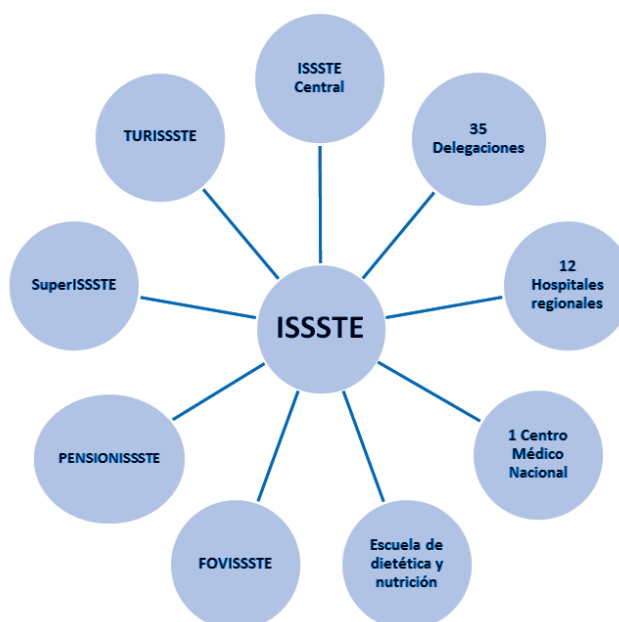 ISSSTE
Central
35
Delegaciones
12
Hospitales
regionales
1 Centro
Médico
Nacional
Escuela de
dietética y
nutrición
FOVISSSTE
PENSIONISSSTE
SuperISSSTE
TURISSSTE
ISSSTE